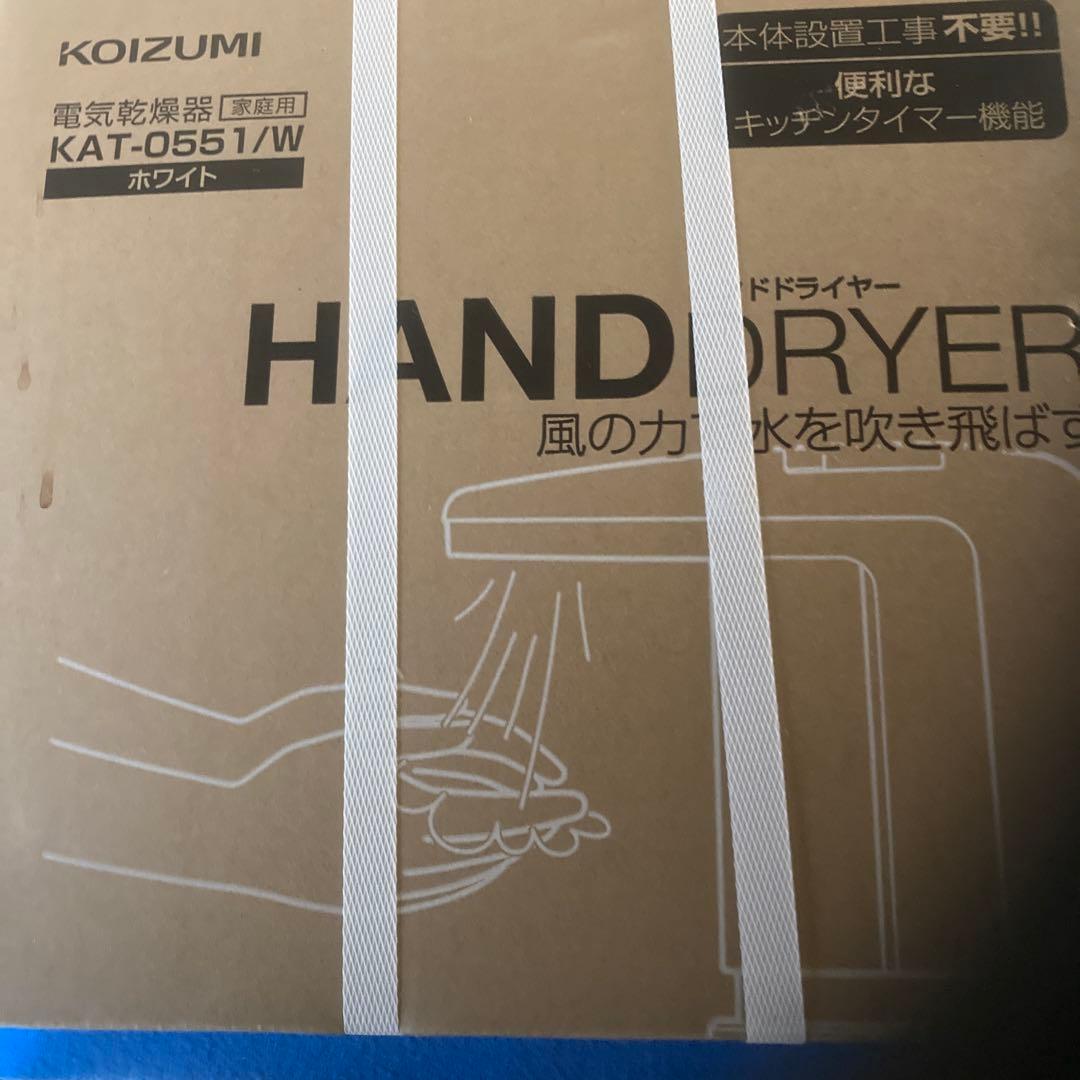 KOIZUMI
電気乾燥器 家庭用
KAT-0551/W
ホワイト
本体設置工事不要!!
便利な
キッチンタイマー機能
ドドライヤー
HAND DRYER
風の力 水を吹き飛ばす